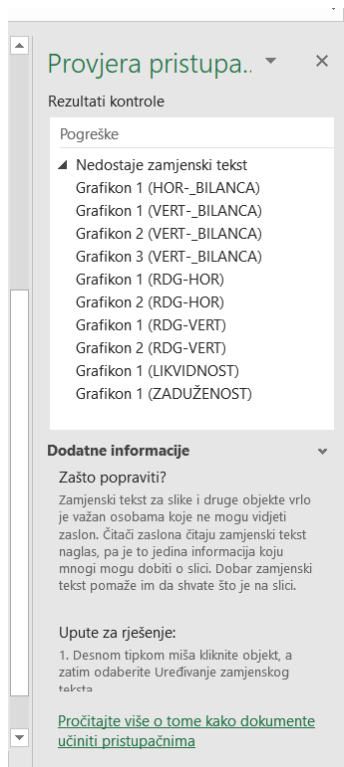 Provjera pristupa..
Rezultati kontrole
Pogreške
Nedostaje zamjenski tekst
Grafikon 1 (HOR-_BILANCA)
Grafikon 1 (VERT-_BILANCA)
Grafikon 2 (VERT-_BILANCA)
Grafikon 3 (VERT-_BILANCA)
Grafikon 1 (RDG-HOR)
Grafikon 2 (RDG-HOR)
Grafikon 1 (RDG-VERT)
Grafikon 2 (RDG-VERT)
Grafikon 1 (LIKVIDNOST)
Grafikon 1 (ZADUŽENOST)
Dodatne informacije
Zašto popraviti?
Zamjenski tekst za slike i druge objekte vrlo
je važan osobama koje ne mogu vidjeti
zaslon. Čitači zaslona čitaju zamjenski tekst
naglas, pa je to jedina informacija koju
mnogi mogu dobiti o slici. Dobar zamjenski
tekst pomaže im da shvate što je na slici.
Upute za rješenje:
1. Desnom tipkom miša kliknite objekt, a
zatim odaberite Uređivanje zamjenskog
teksta
Pročitajte više o tome kako dokumente
učiniti pristupačnima